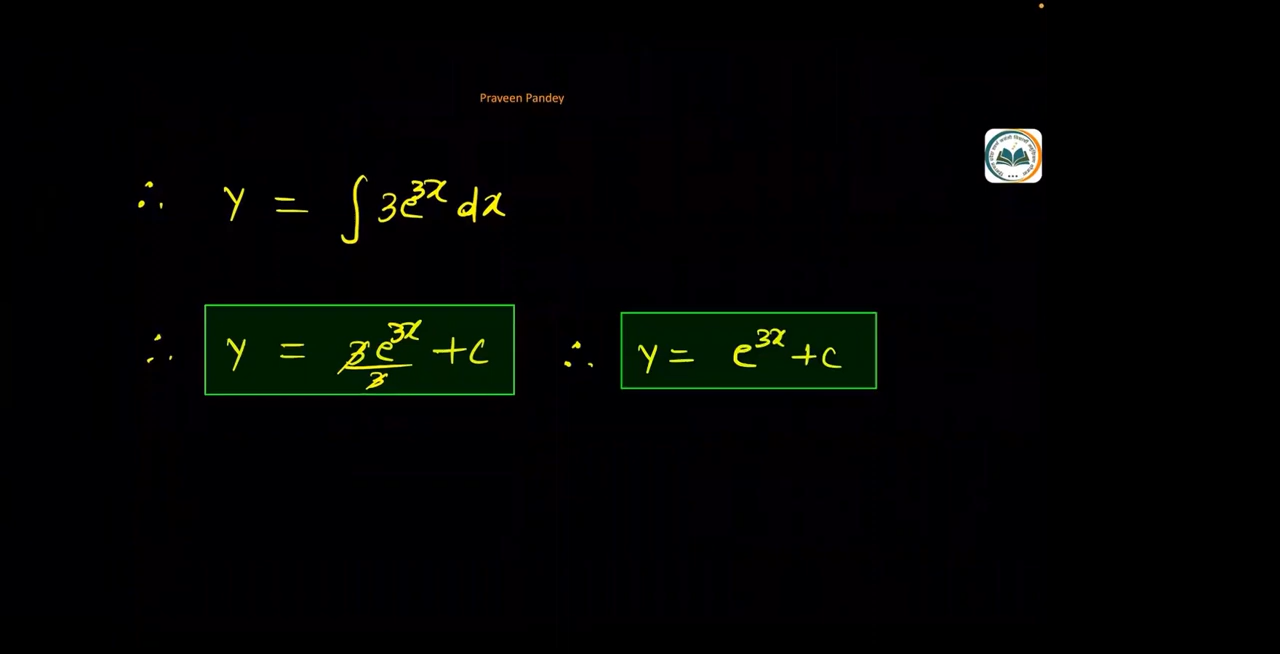 Praveen Pandey
∴ y = ∫ 3e^{3x} dx
∴ y = 3e^{3x}/3 + c ∴ y = e^{3x} + c